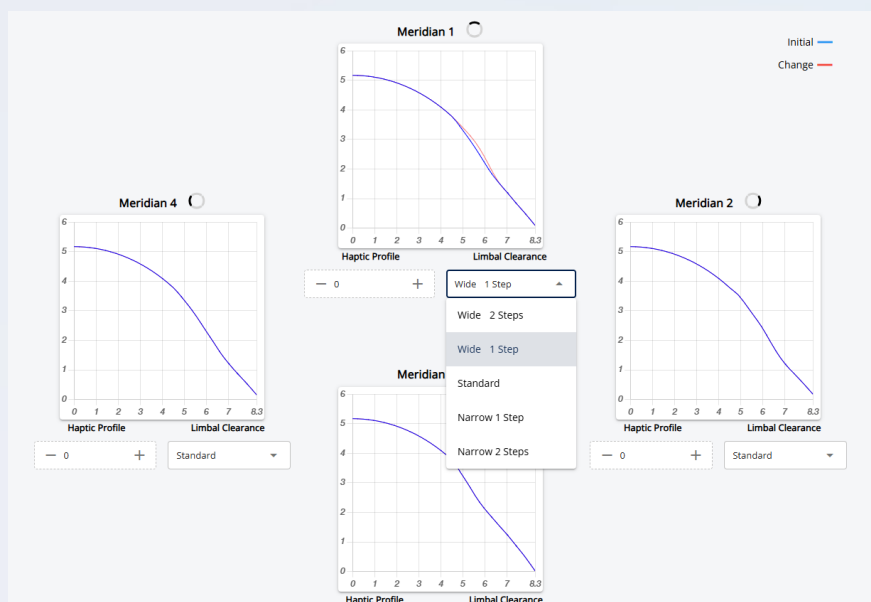 Meridian 1
Initial
Change
6
5
4
3
2
1
0
0 1 2 3 4 5 6 7 8.3
Haptic Profile Limbal Clearance
0
Wide 1 Step
Wide 2 Steps
Wide 1 Step
Standard
Narrow 1 Step
Narrow 2 Steps
Meridian 4
6
5
4
3
2
1
0
0 1 2 3 4 5 6 7 8.3
Haptic Profile Limbal Clearance
0
Standard
Meridian 2
6
5
4
3
2
1
0
0 1 2 3 4 5 6 7 8.3
Haptic Profile Limbal Clearance
0
Standard
Meridian
6
5
4
3
2
1
0
0 1 2 3 4 5 6 7 8.3
Haptic Profile Limbal Clearance